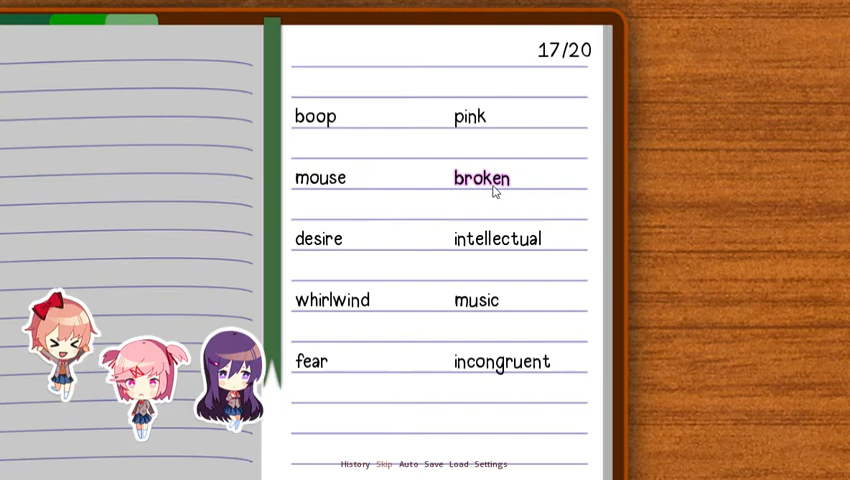 17/20
boop pink
mouse broken
desire intellectual
whirlwind music
fear incongruent
History Skip Auto Save Load Settings